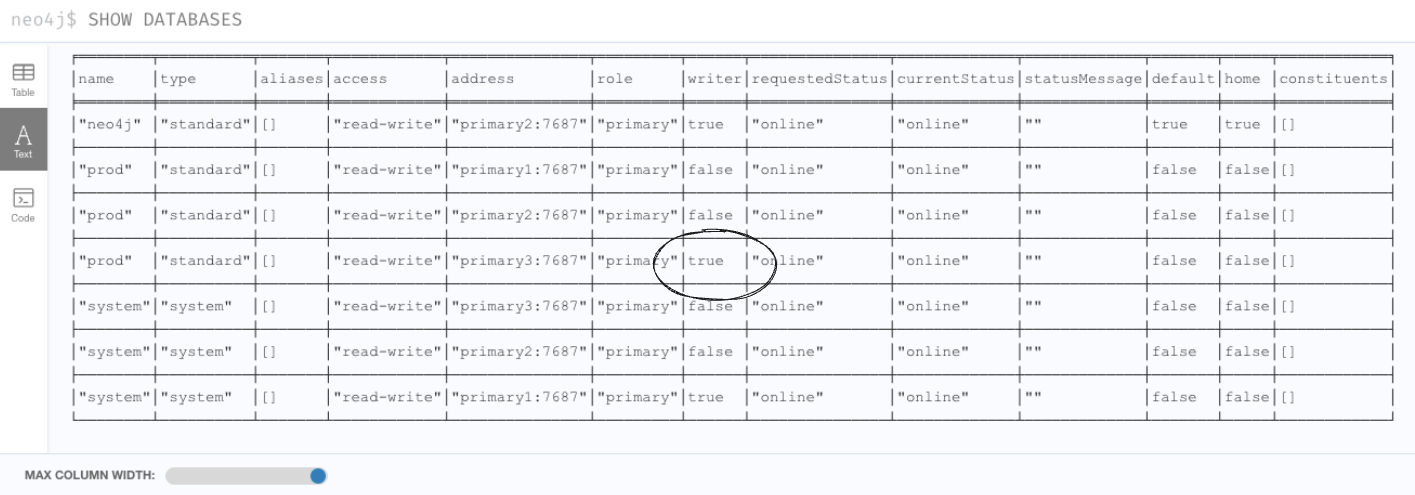 neo4j$ SHOW DATABASES
Table
A
Text
Code
name type aliases access address role writer requestedStatus currentStatus statusMessage default home constituents
"neo4j" "standard" [] "read-write" "primary2:7687" "primary" true "online" "online" "" true true []
"prod" "standard" [] "read-write" "primary1:7687" "primary" false "online" "online" "" false false []
"prod" "standard" [] "read-write" "primary2:7687" "primary" false "online" "online" "" false false []
"prod" "standard" [] "read-write" "primary3:7687" "primary" true "online" "online" "" false false []
"system" "system" [] "read-write" "primary3:7687" "primary" false "online" "online" "" false false []
"system" "system" [] "read-write" "primary2:7687" "primary" false "online" "online" "" false false []
"system" "system" [] "read-write" "primary1:7687" "primary" true "online" "online" "" false false []
MAX COLUMN WIDTH: